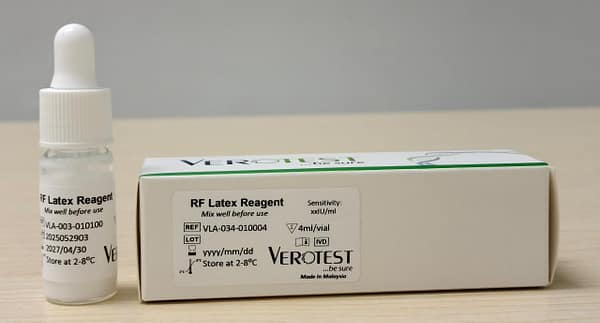 RF Latex Reagent
Mix well before use
VLA-003-010100
2025052903
2027/04/30
Store at 2-8°C
VEROTEST
...be sure
RF Latex Reagent
Mix well before use
Sensitivity:
xxIU/ml
REF VLA-034-010004
4ml/vial
LOT
IVD
yyyy/mm/dd
Store at 2-8°C
VEROTEST
...be sure
Made in Malaysia